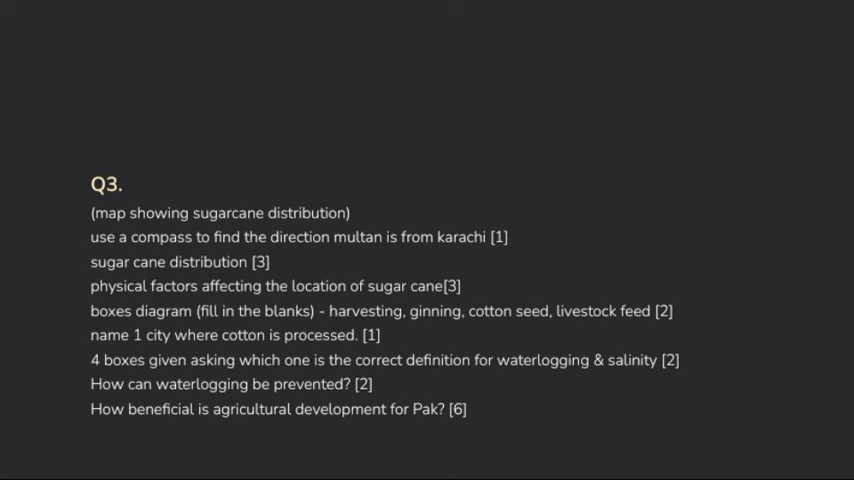 Q3.
(map showing sugarcane distribution)
use a compass to find the direction multan is from karachi [1]
sugar cane distribution [3]
physical factors affecting the location of sugar cane[3]
boxes diagram (fill in the blanks) - harvesting, ginning, cotton seed, livestock feed [2]
name 1 city where cotton is processed. [1]
4 boxes given asking which one is the correct definition for waterlogging & salinity [2]
How can waterlogging be prevented? [2]
How beneficial is agricultural development for Pak? [6]